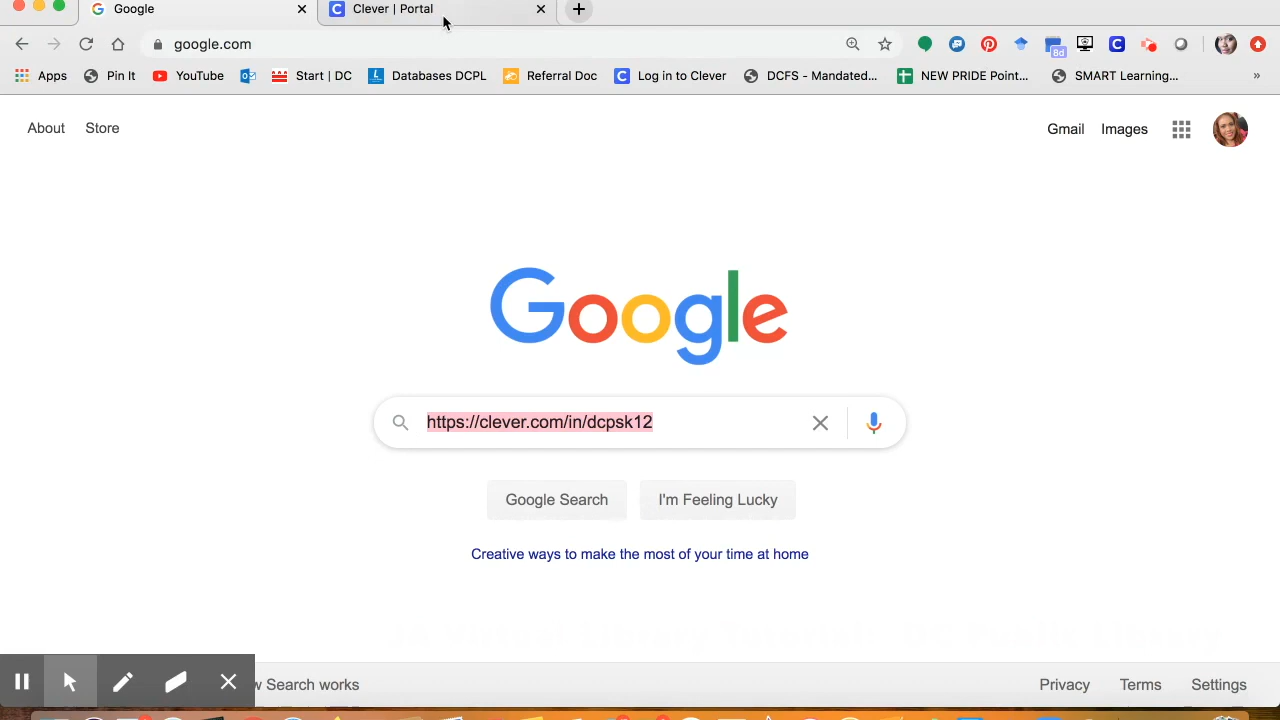 Google
Clever | Portal
google.com
8d
Apps Pin It YouTube Start | DC Databases DCPL Referral Doc Log in to Clever DCFS - Mandated... NEW PRIDE Point... SMART Learning... »
About Store Gmail Images
Google
https://clever.com/in/dcpsk12
Google Search I'm Feeling Lucky
Creative ways to make the most of your time at home
w Search works Privacy Terms Settings